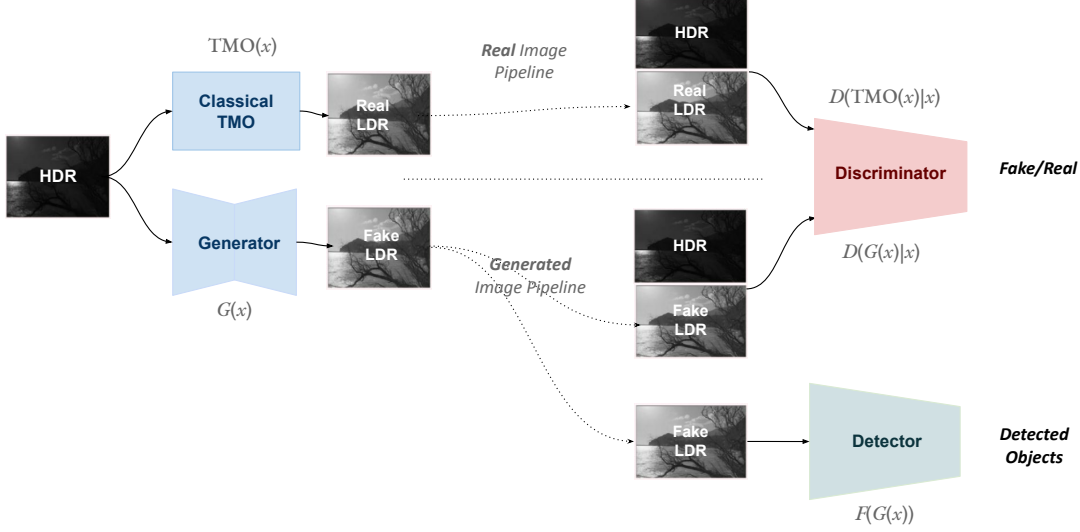 TMO(x)
Classical
TMO
Real
LDR
Real Image
Pipeline
HDR
Real
LDR
D(TMO(x)|x)
HDR
Discriminator
Fake/Real
Generator
Fake
LDR
G(x)
Generated
Image Pipeline
HDR
Fake
LDR
D(G(x)|x)
Fake
LDR
Detector
Detected
Objects
F(G(x))